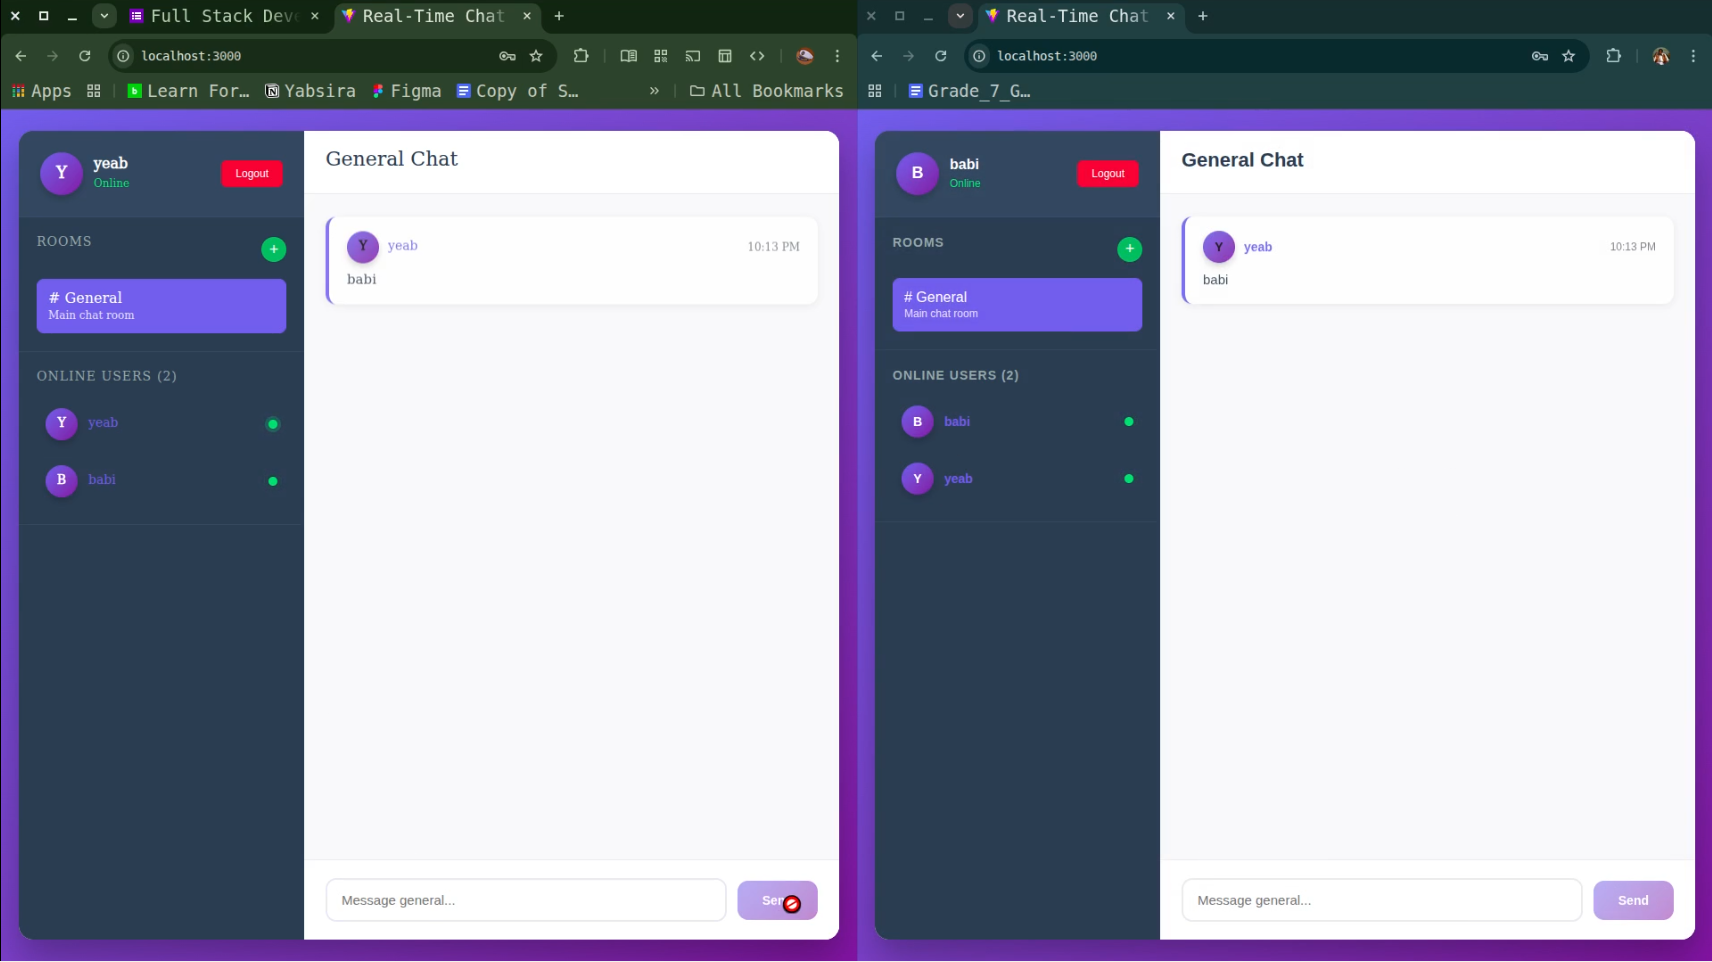 Full Stack Deve
Real-Time Chat
localhost:3000
Apps
Learn For…
Yabsira
Figma
Copy of S…
»
All Bookmarks
Y
yeab
Online
Logout
ROOMS
+
# General
Main chat room
ONLINE USERS (2)
Y
yeab
B
babi
General Chat
Y
yeab
10:13 PM
babi
Message general...
Real-Time Chat
localhost:3000
Grade_7_G…
B
babi
Online
Logout
ROOMS
+
# General
Main chat room
ONLINE USERS (2)
B
babi
Y
yeab
General Chat
Y
yeab
10:13 PM
babi
Message general...
Send